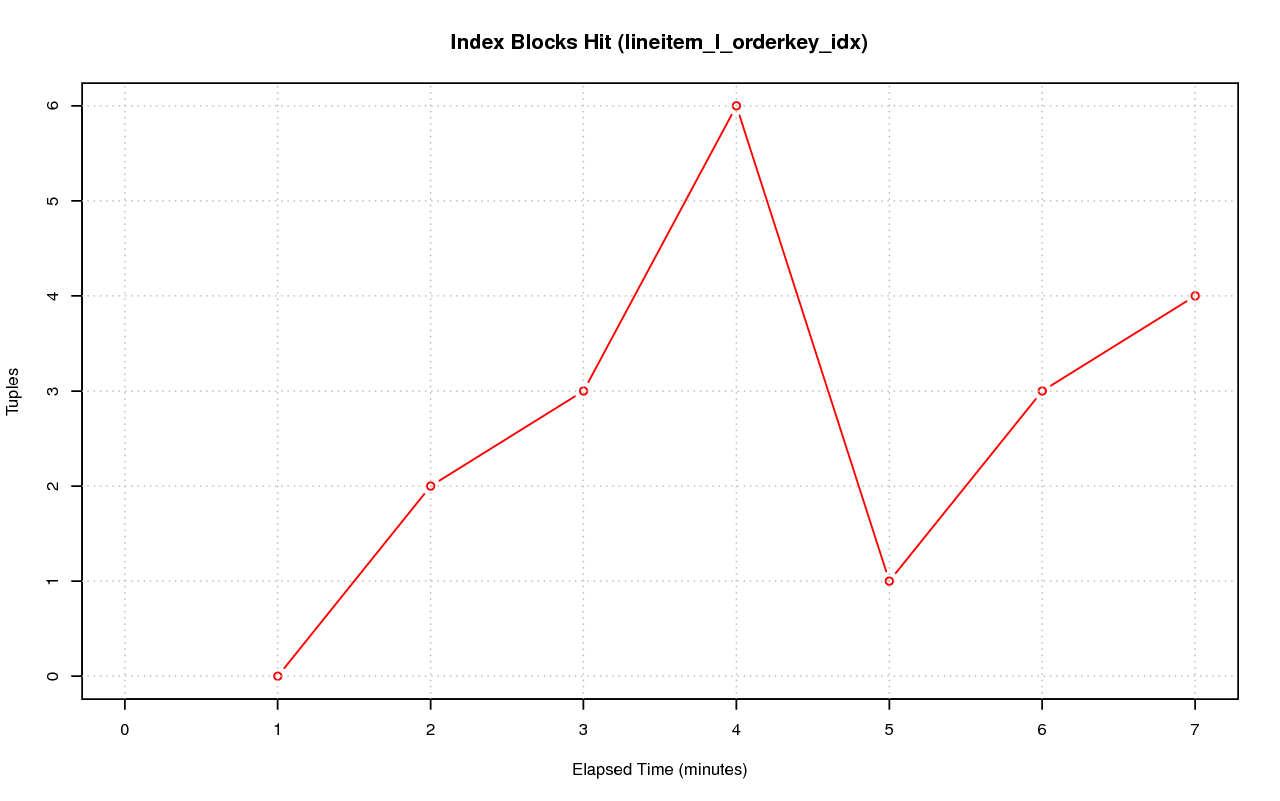 Index Blocks Hit (lineitem_l_orderkey_idx)
Tuples
6
5
4
3
2
1
0
0 1 2 3 4 5 6 7
Elapsed Time (minutes)